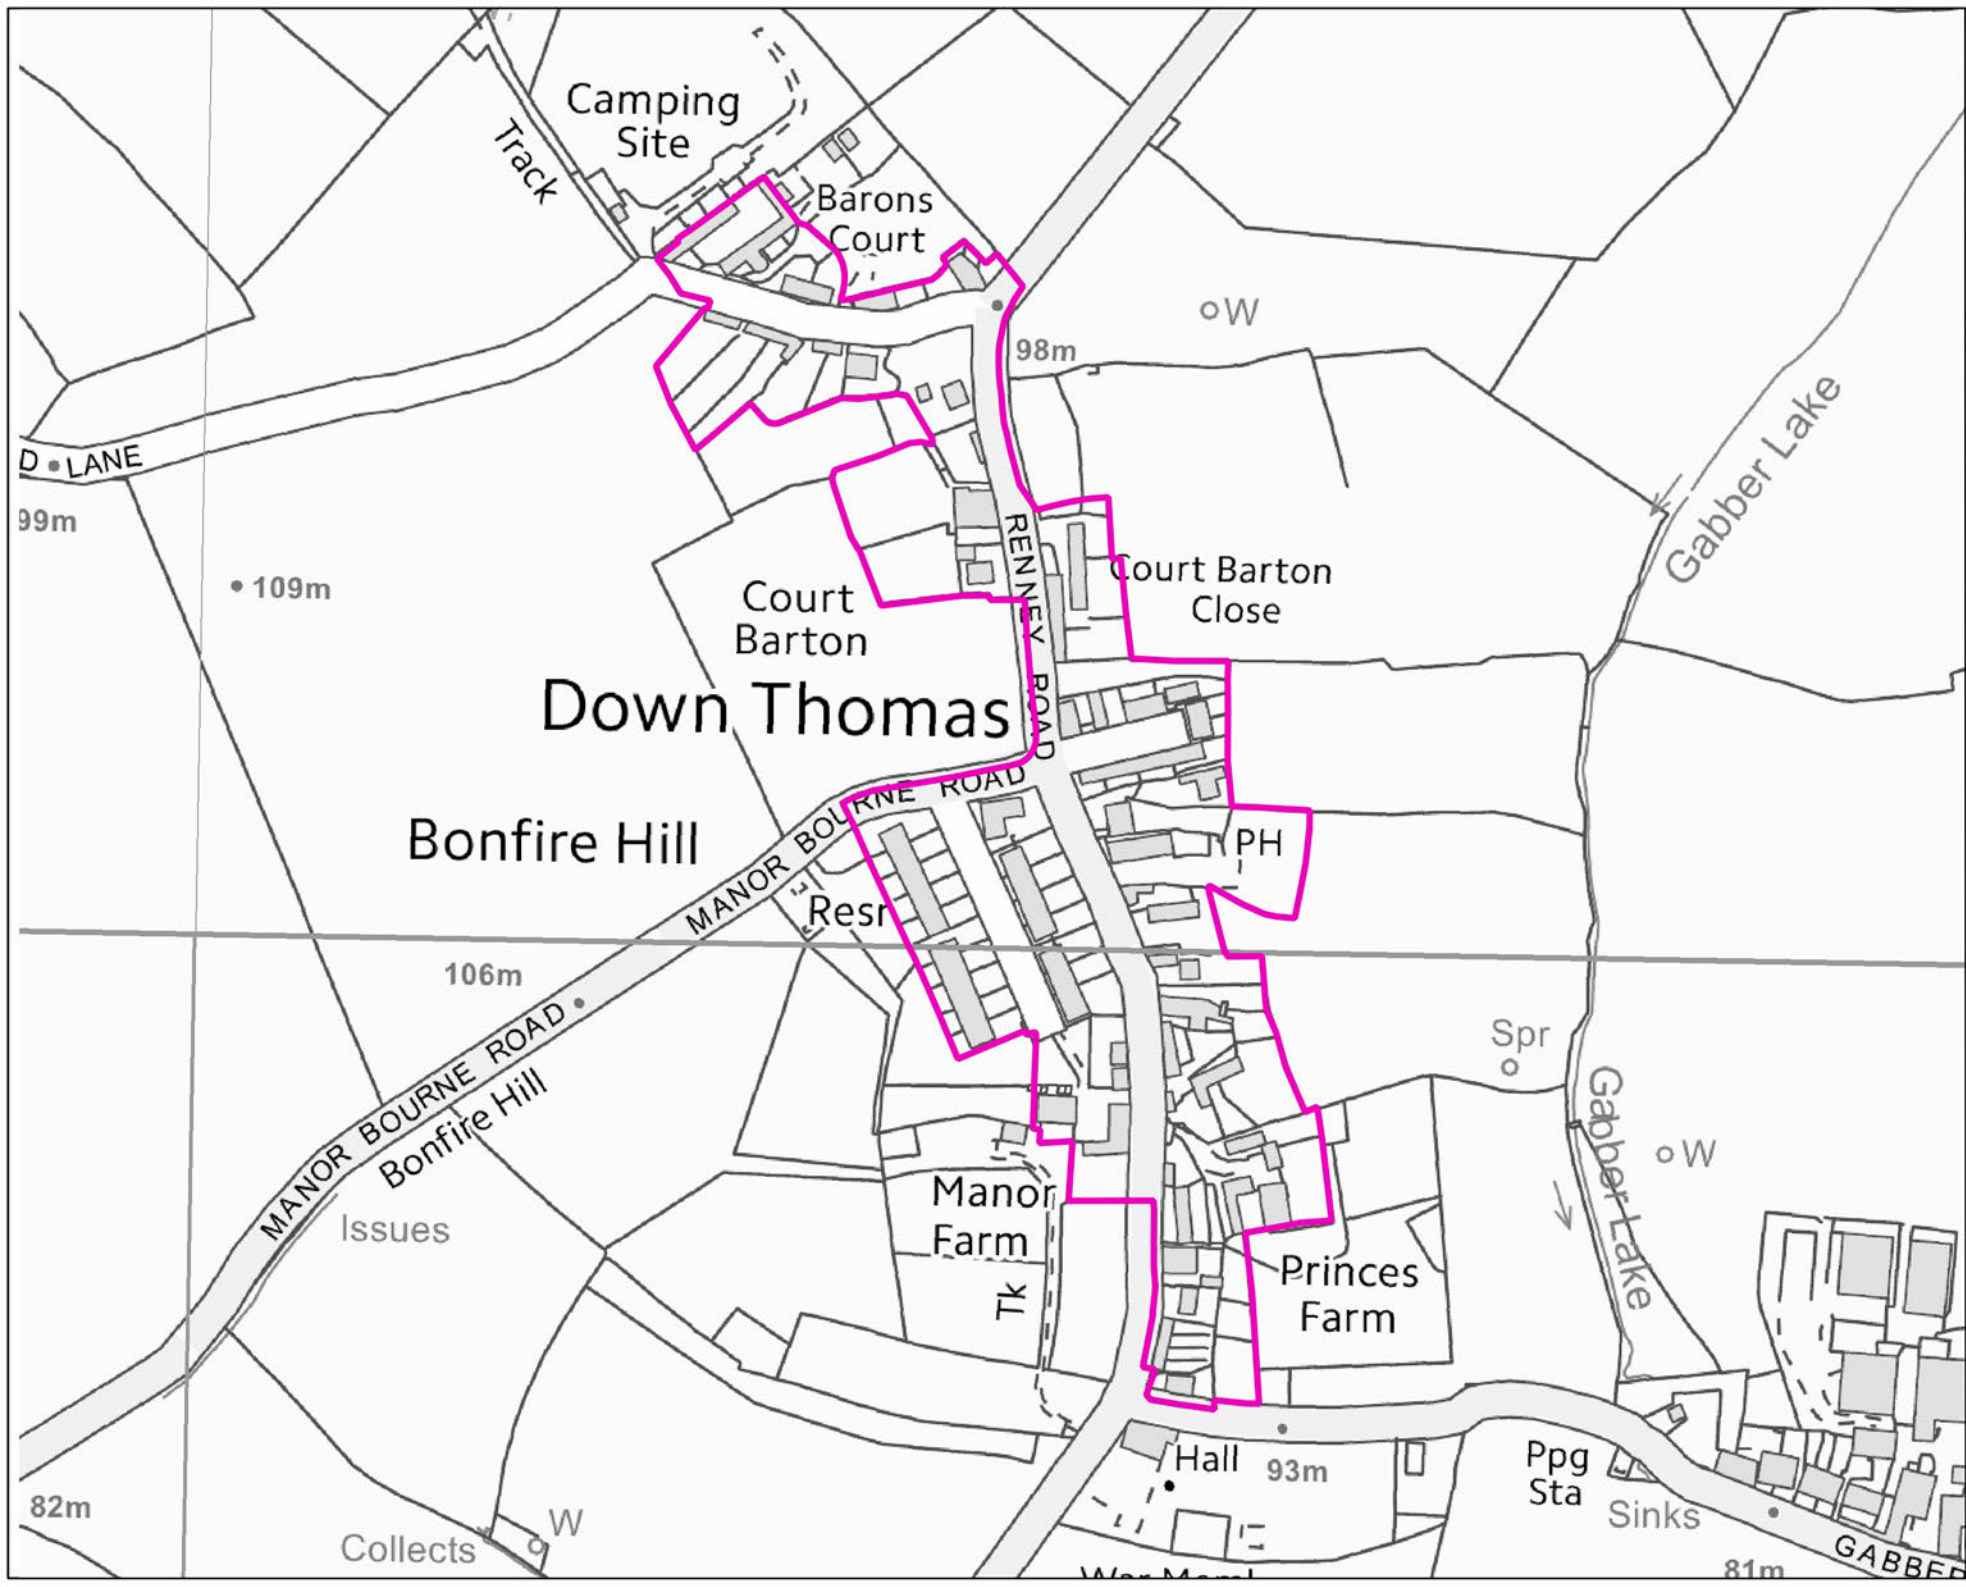 Camping
Site
Track
Barons
Court
W
98m
Gabber Lake
D LANE
99m
109m
RENNEY ROAD
Court Barton
Close
Court
Barton
Down Thomas
MANOR BOURNE ROAD
Bonfire Hill
PH
Resr
106m
Spr
MANOR BOURNE ROAD
Bonfire Hill
Gabber Lake
W
Issues
Manor
Farm
Tk
Princes
Farm
Hall
93m
Ppg
Sta
Sinks
82m
W
Collects
GABBER
81m